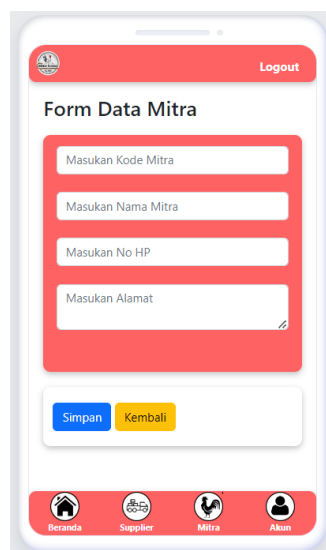 Logout
Form Data Mitra
Masukan Kode Mitra
Masukan Nama Mitra
Masukan No HP
Masukan Alamat
Simpan Kembali
Beranda Supplier Mitra Akun